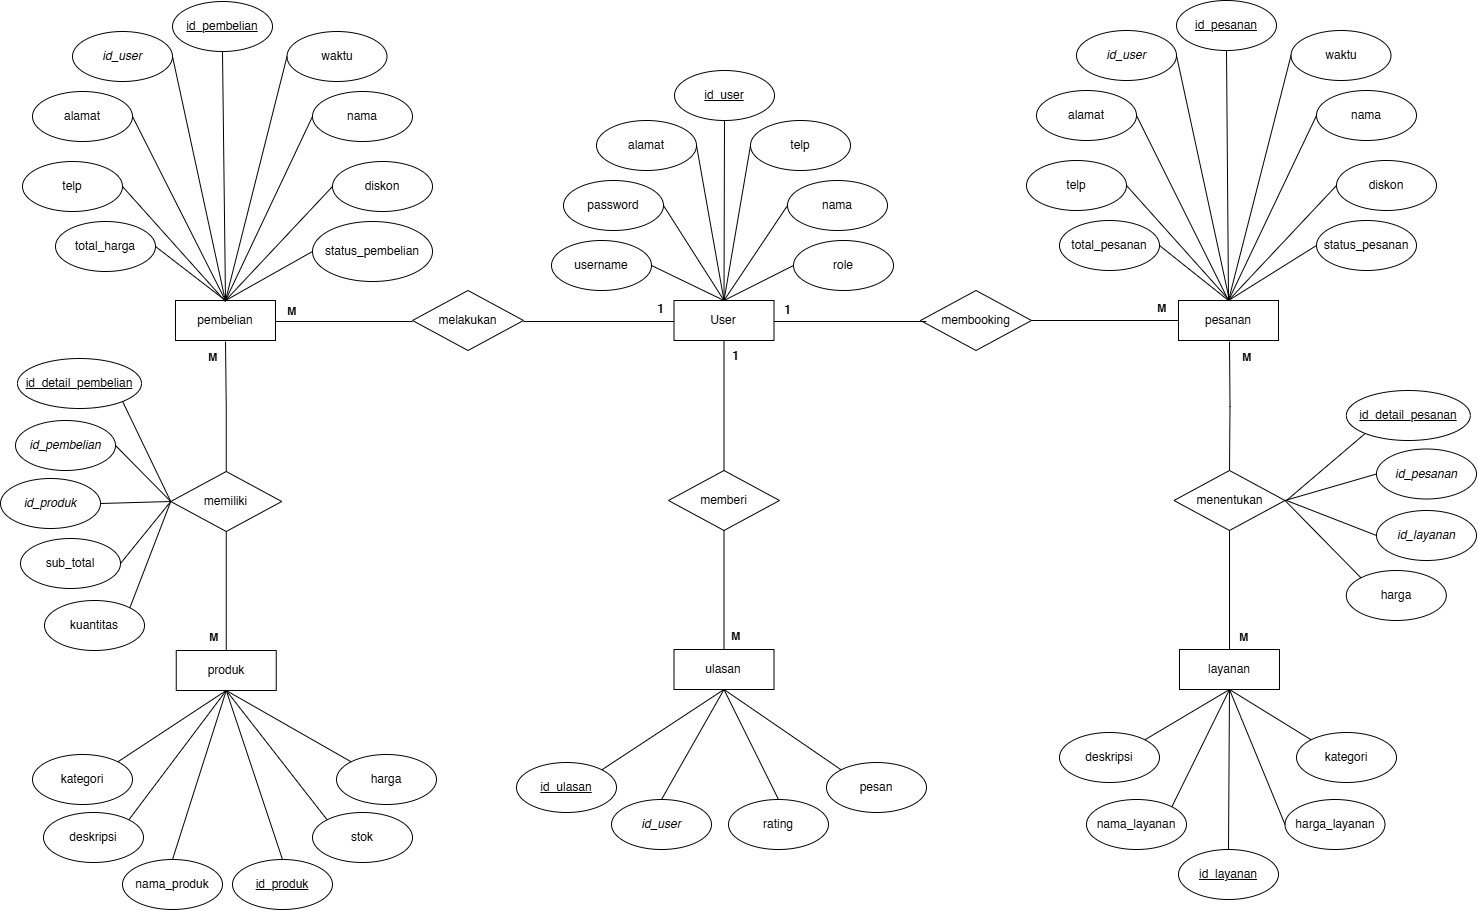 id_pembelian
id_user
waktu
alamat
nama
telp
diskon
total_harga
status_pembelian
pembelian
M
M
melakukan
id_user
alamat
telp
password
nama
username
role
1
User
1
1
membooking
id_pesanan
id_user
waktu
alamat
nama
telp
diskon
total_pesanan
status_pesanan
M
pesanan
M
id_detail_pembelian
id_pembelian
id_produk
sub_total
kuantitas
memiliki
M
produk
kategori
harga
deskripsi
stok
nama_produk
id_produk
memberi
M
ulasan
id_ulasan
id_user
rating
pesan
menentukan
id_detail_pesanan
id_pesanan
id_layanan
harga
M
layanan
deskripsi
kategori
nama_layanan
harga_layanan
id_layanan